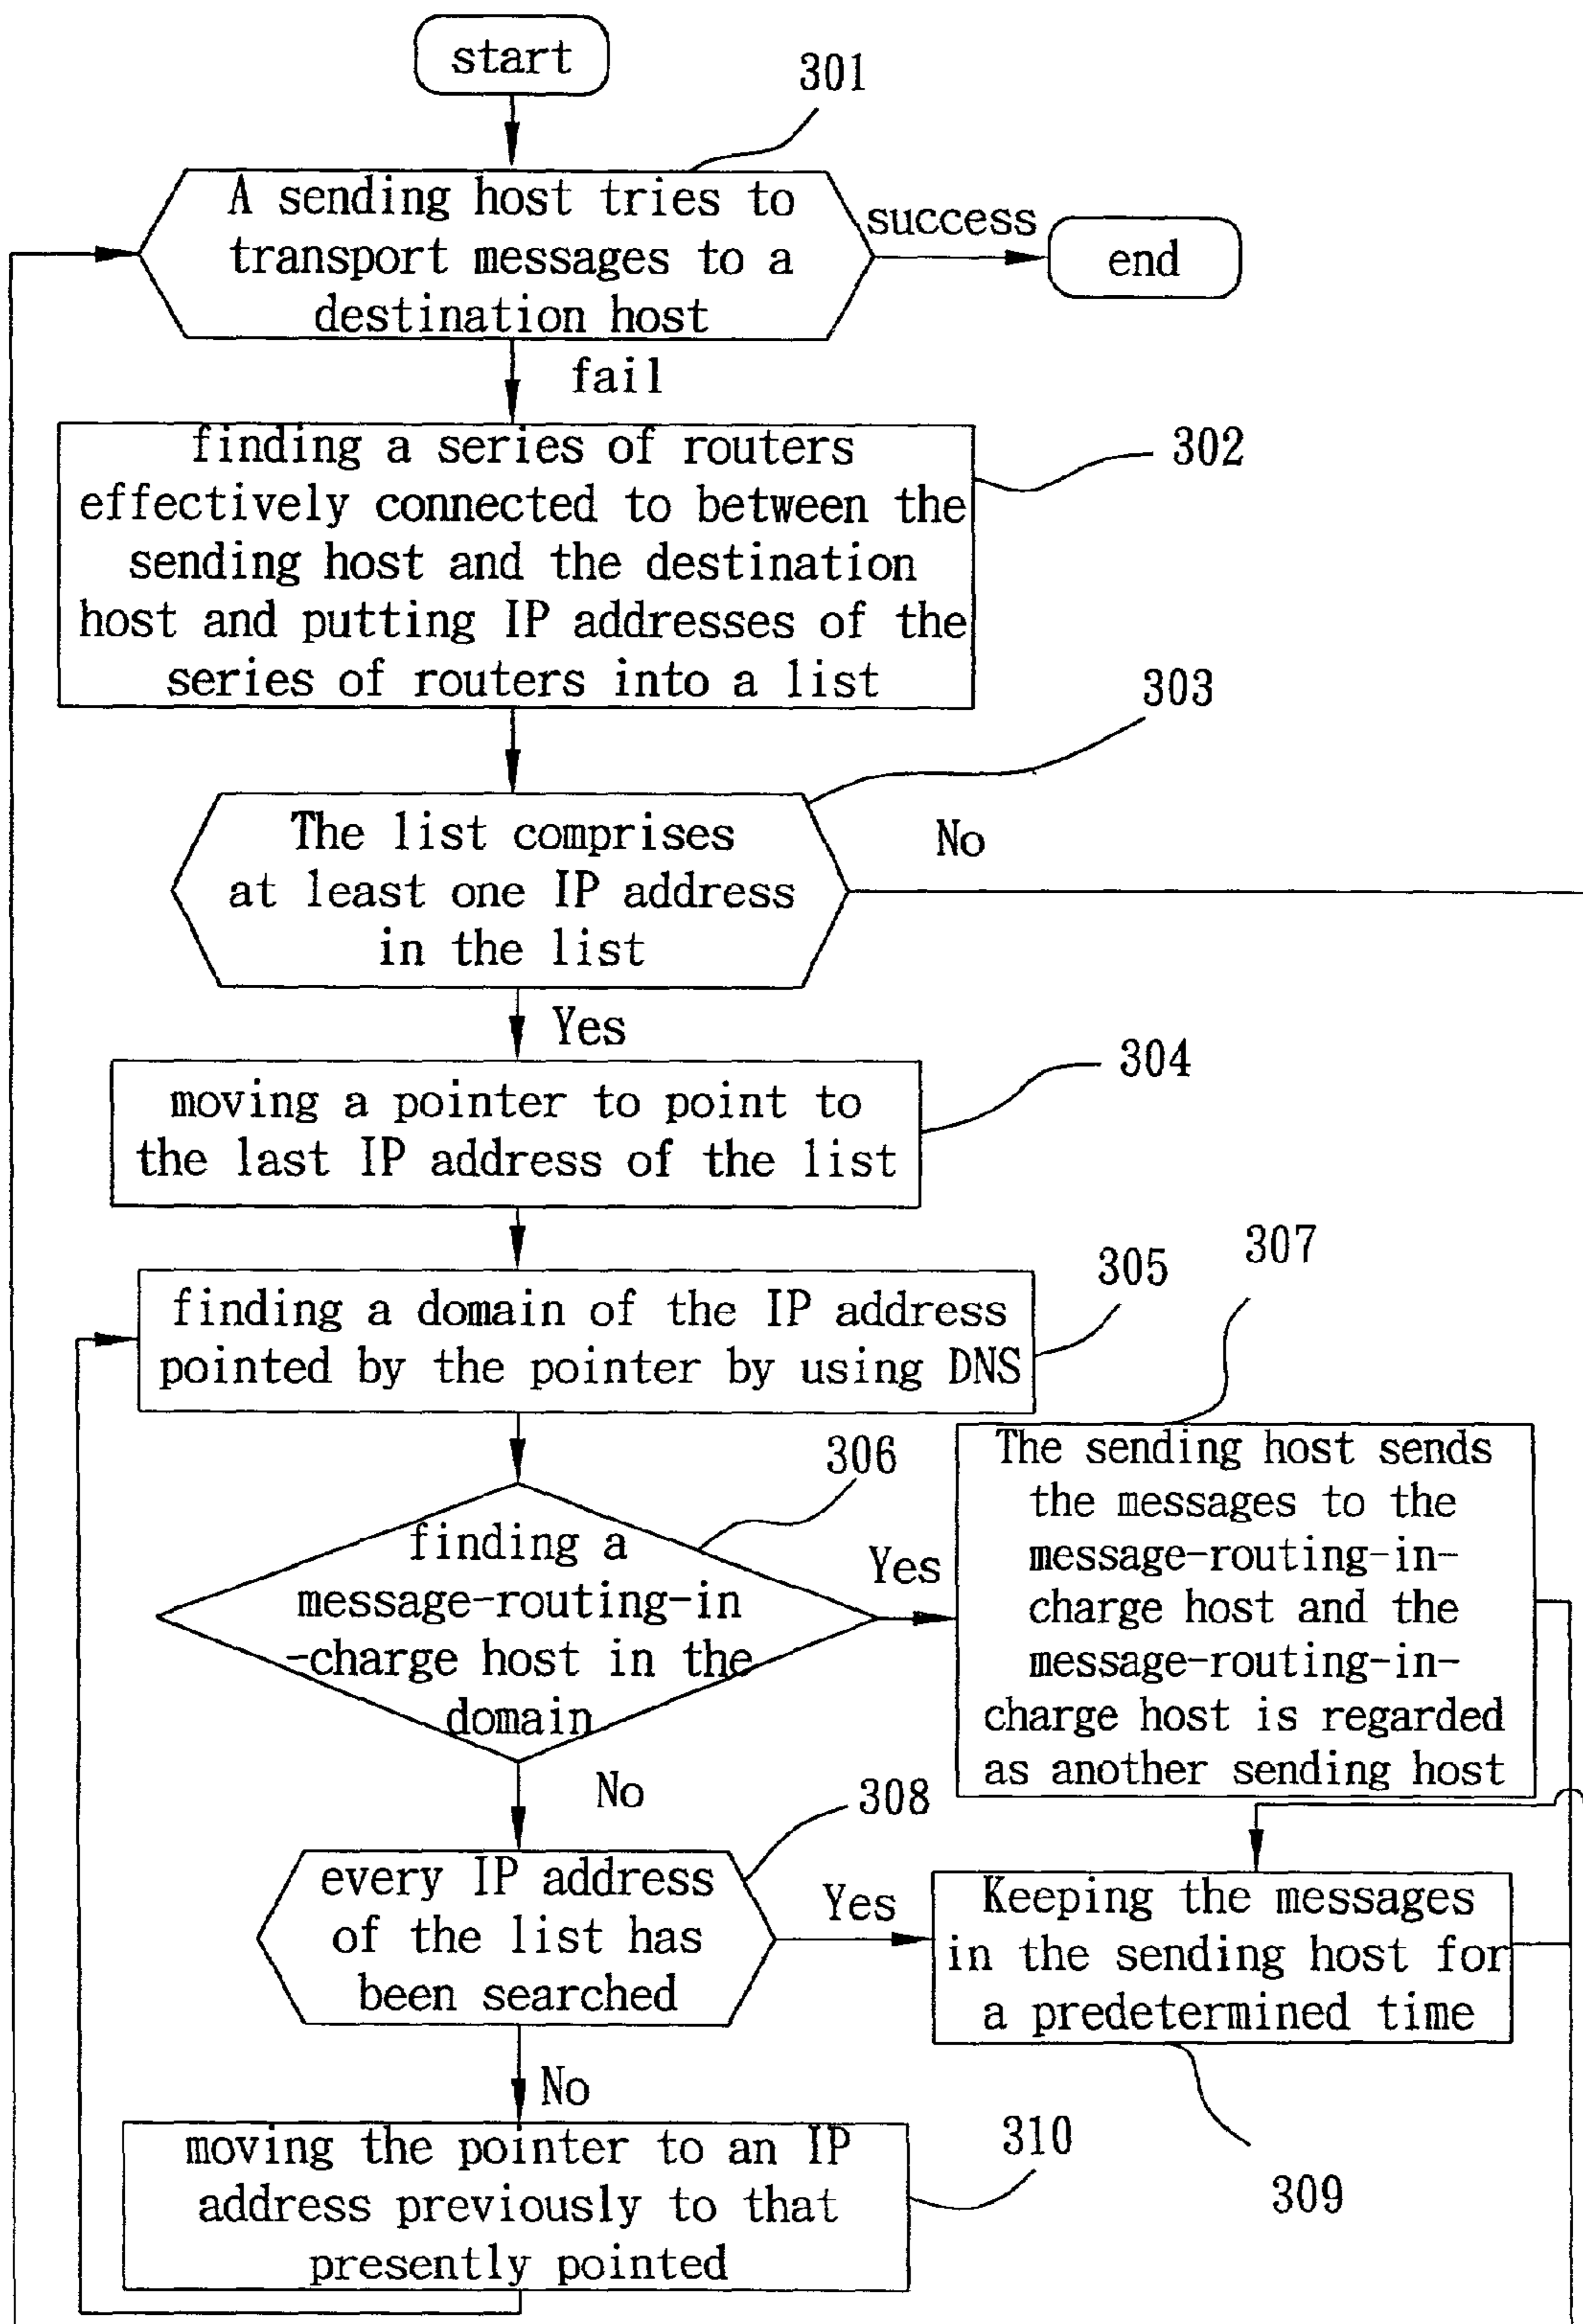 start
301
A sending host tries to
transport messages to a
destination host
success
end
fail
finding a series of routers
effectively connected to between the
sending host and the destination
host and putting IP addresses of the
series of routers into a list
302
303
The list comprises
at least one IP address
in the list
No
Yes
304
moving a pointer to point to
the last IP address of the list
305
307
finding a domain of the IP address
pointed by the pointer by using DNS
306
finding a
message-routing-in
-charge host in the
domain
Yes
The sending host sends
the messages to the
message-routing-in-
charge host and the
message-routing-in-
charge host is regarded
as another sending host
No
308
every IP address
of the list has
been searched
Yes
Keeping the messages
in the sending host for
a predetermined time
No
309
310
moving the pointer to an IP
address previously to that
presently pointed